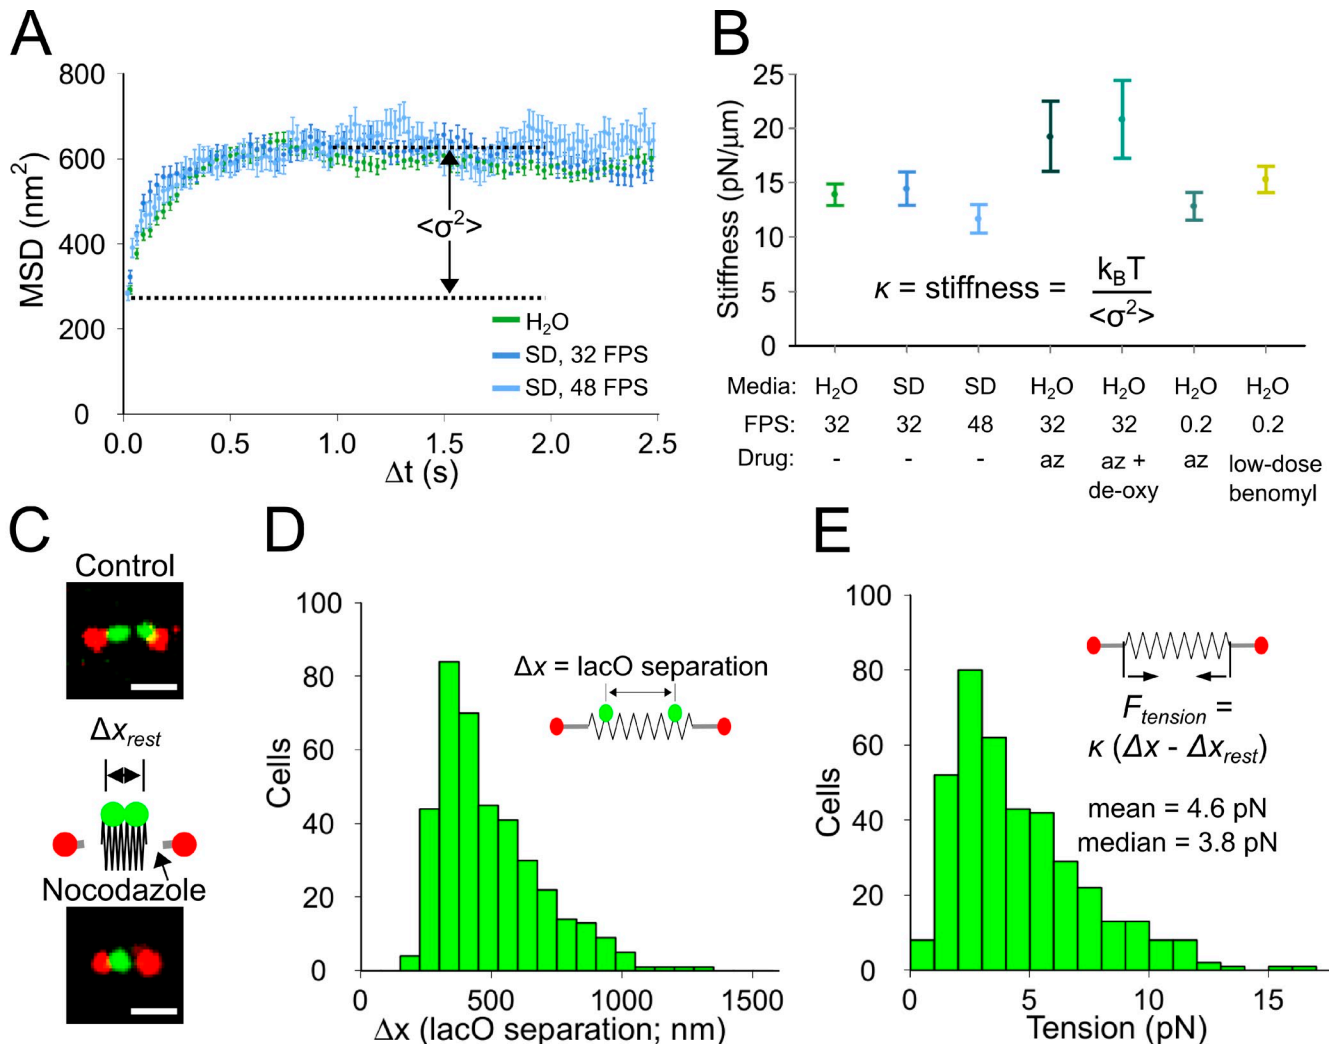 A
MSD (nm²)
800
600
400
200
0
0.0
0.5
1.0
1.5
2.0
2.5
Δt (s)
<σ²>
H₂O
SD, 32 FPS
SD, 48 FPS
B
Stiffness (pN/μm)
25
20
15
10
5
0
κ = stiffness = k_BT / <σ²>
Media: H₂O SD SD H₂O H₂O H₂O H₂O
FPS: 32 32 48 32 32 0.2 0.2
Drug: - - - az az + de-oxy az low-dose benomyl
C
Control
Δx_rest
Nocodazole
D
Cells
100
80
60
40
20
0
0
500
1000
1500
Δx = lacO separation
Δx (lacO separation; nm)
E
Cells
100
80
60
40
20
0
0
5
10
15
F_tension =
κ (Δx - Δx_rest)
mean = 4.6 pN
median = 3.8 pN
Tension (pN)